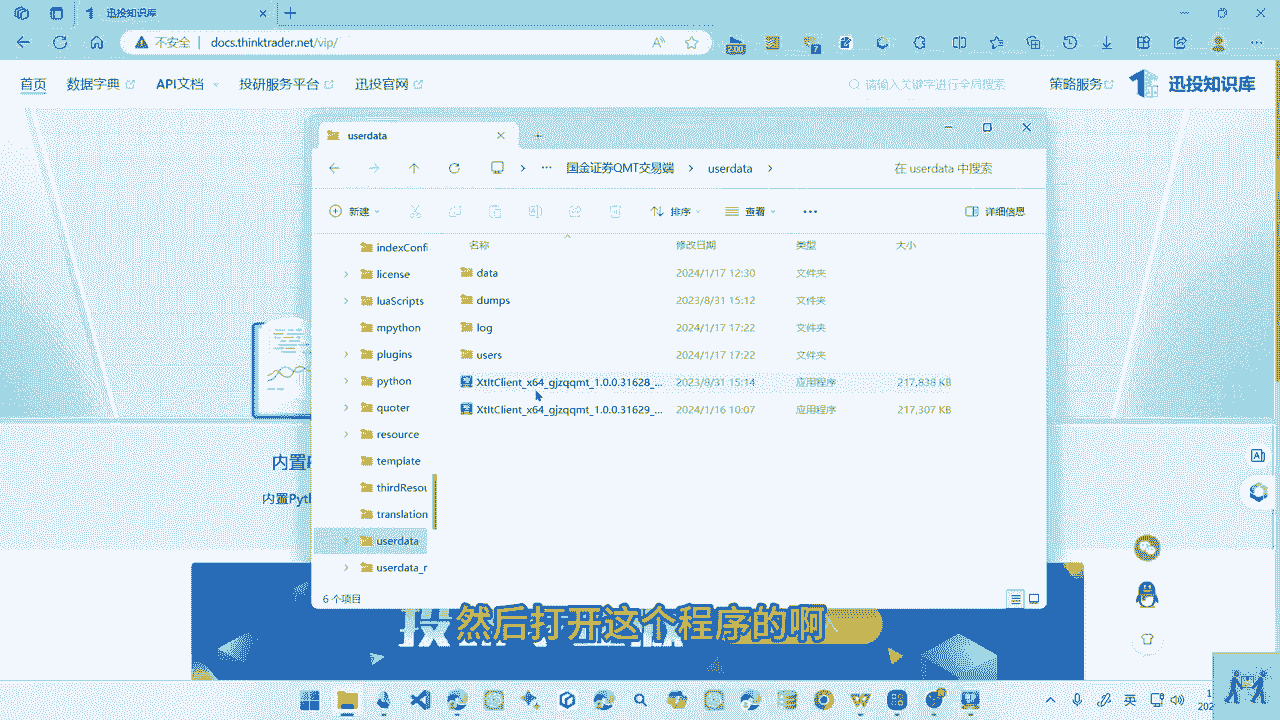 迅投知识库
不安全 | docs.thinktrader.net/vip/
2.00
7
首页 数据字典 API文档 投研服务平台 迅投官网 请输入关键字进行全局搜索 策略服务 迅投知识库
userdata
国金证券QMT交易端 userdata 在 userdata 中搜索
新建 排序 查看 详细信息
名称 修改日期 类型 大小
indexConfi
license
luaScripts
mpython
plugins
python
quoter
resource
template
thirdResou
translation
userdata
userdata_r
data 2024/1/17 12:30 文件夹
dumps 2023/8/31 15:12 文件夹
log 2024/1/17 17:22 文件夹
users 2024/1/17 17:22 文件夹
XtItClient_x64_gjzqqmt_1.0.0.31628_... 2023/8/31 15:14 应用程序 217,838 KB
XtItClient_x64_gjzqqmt_1.0.0.31629_... 2024/1/16 10:07 应用程序 217,307 KB
6 个项目
内置Pyth
然后打开这个程序的啊
英